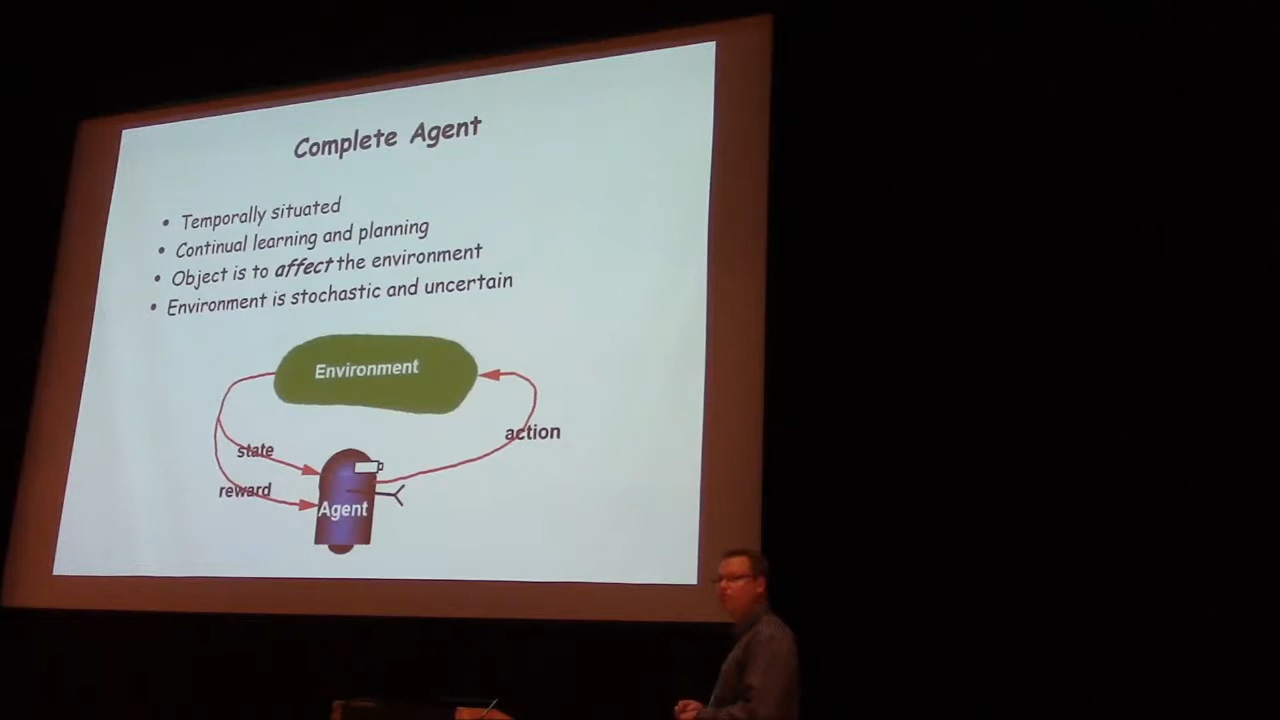 Complete Agent
• Temporally situated
• Continual learning and planning
• Object is to affect the environment
• Environment is stochastic and uncertain
Environment
action
state
reward
Agent